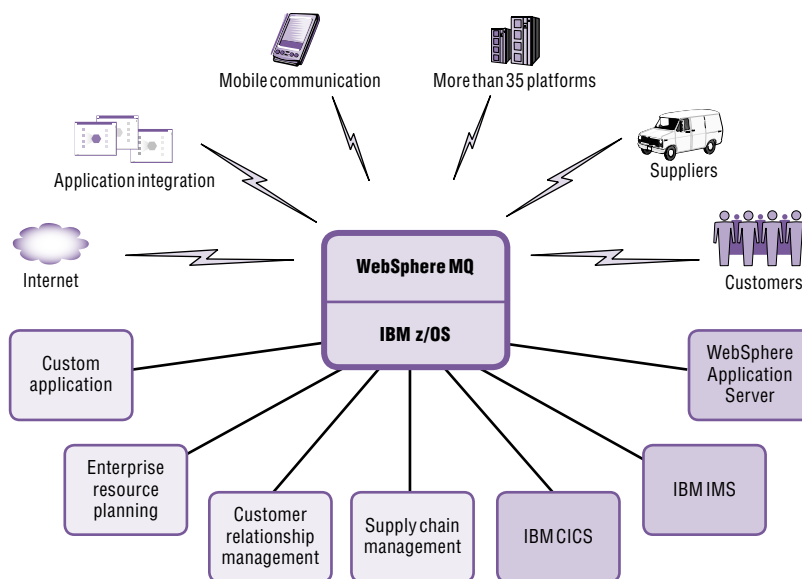 Mobile communication
More than 35 platforms
Application integration
Suppliers
Internet
WebSphere MQ
Customers
IBM z/OS
Custom
application
WebSphere
Application
Server
Enterprise
resource
planning
Customer
relationship
management
Supply chain
management
IBM CICS
IBM IMS